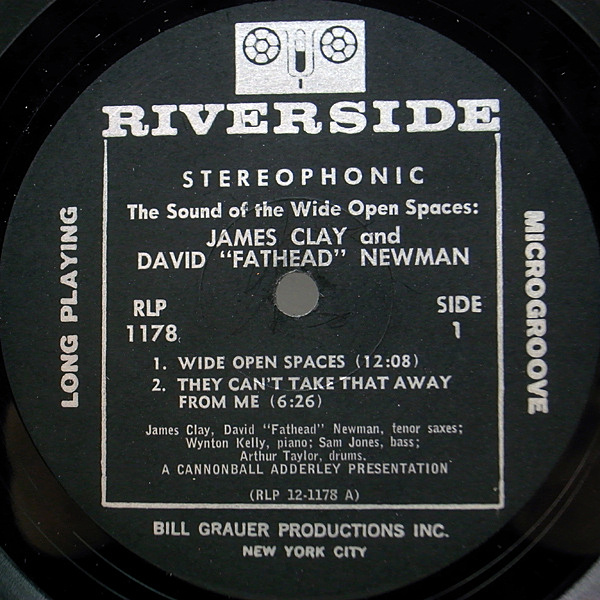 RIVERSIDE
STEREOPHONIC
The Sound of the Wide Open Spaces:
JAMES CLAY and
DAVID "FATHEAD" NEWMAN
LONG PLAYING
MICROGROOVE
RLP
1178
SIDE
1
1. WIDE OPEN SPACES (12:08)
2. THEY CAN'T TAKE THAT AWAY
FROM ME (6:26)
James Clay, David "Fathead" Newman, tenor saxes;
Wynton Kelly, piano; Sam Jones, bass;
Arthur Taylor, drums.
A CANNONBALL ADDERLEY PRESENTATION
(RLP 12-1178 A)
BILL GRAUER PRODUCTIONS INC.
NEW YORK CITY